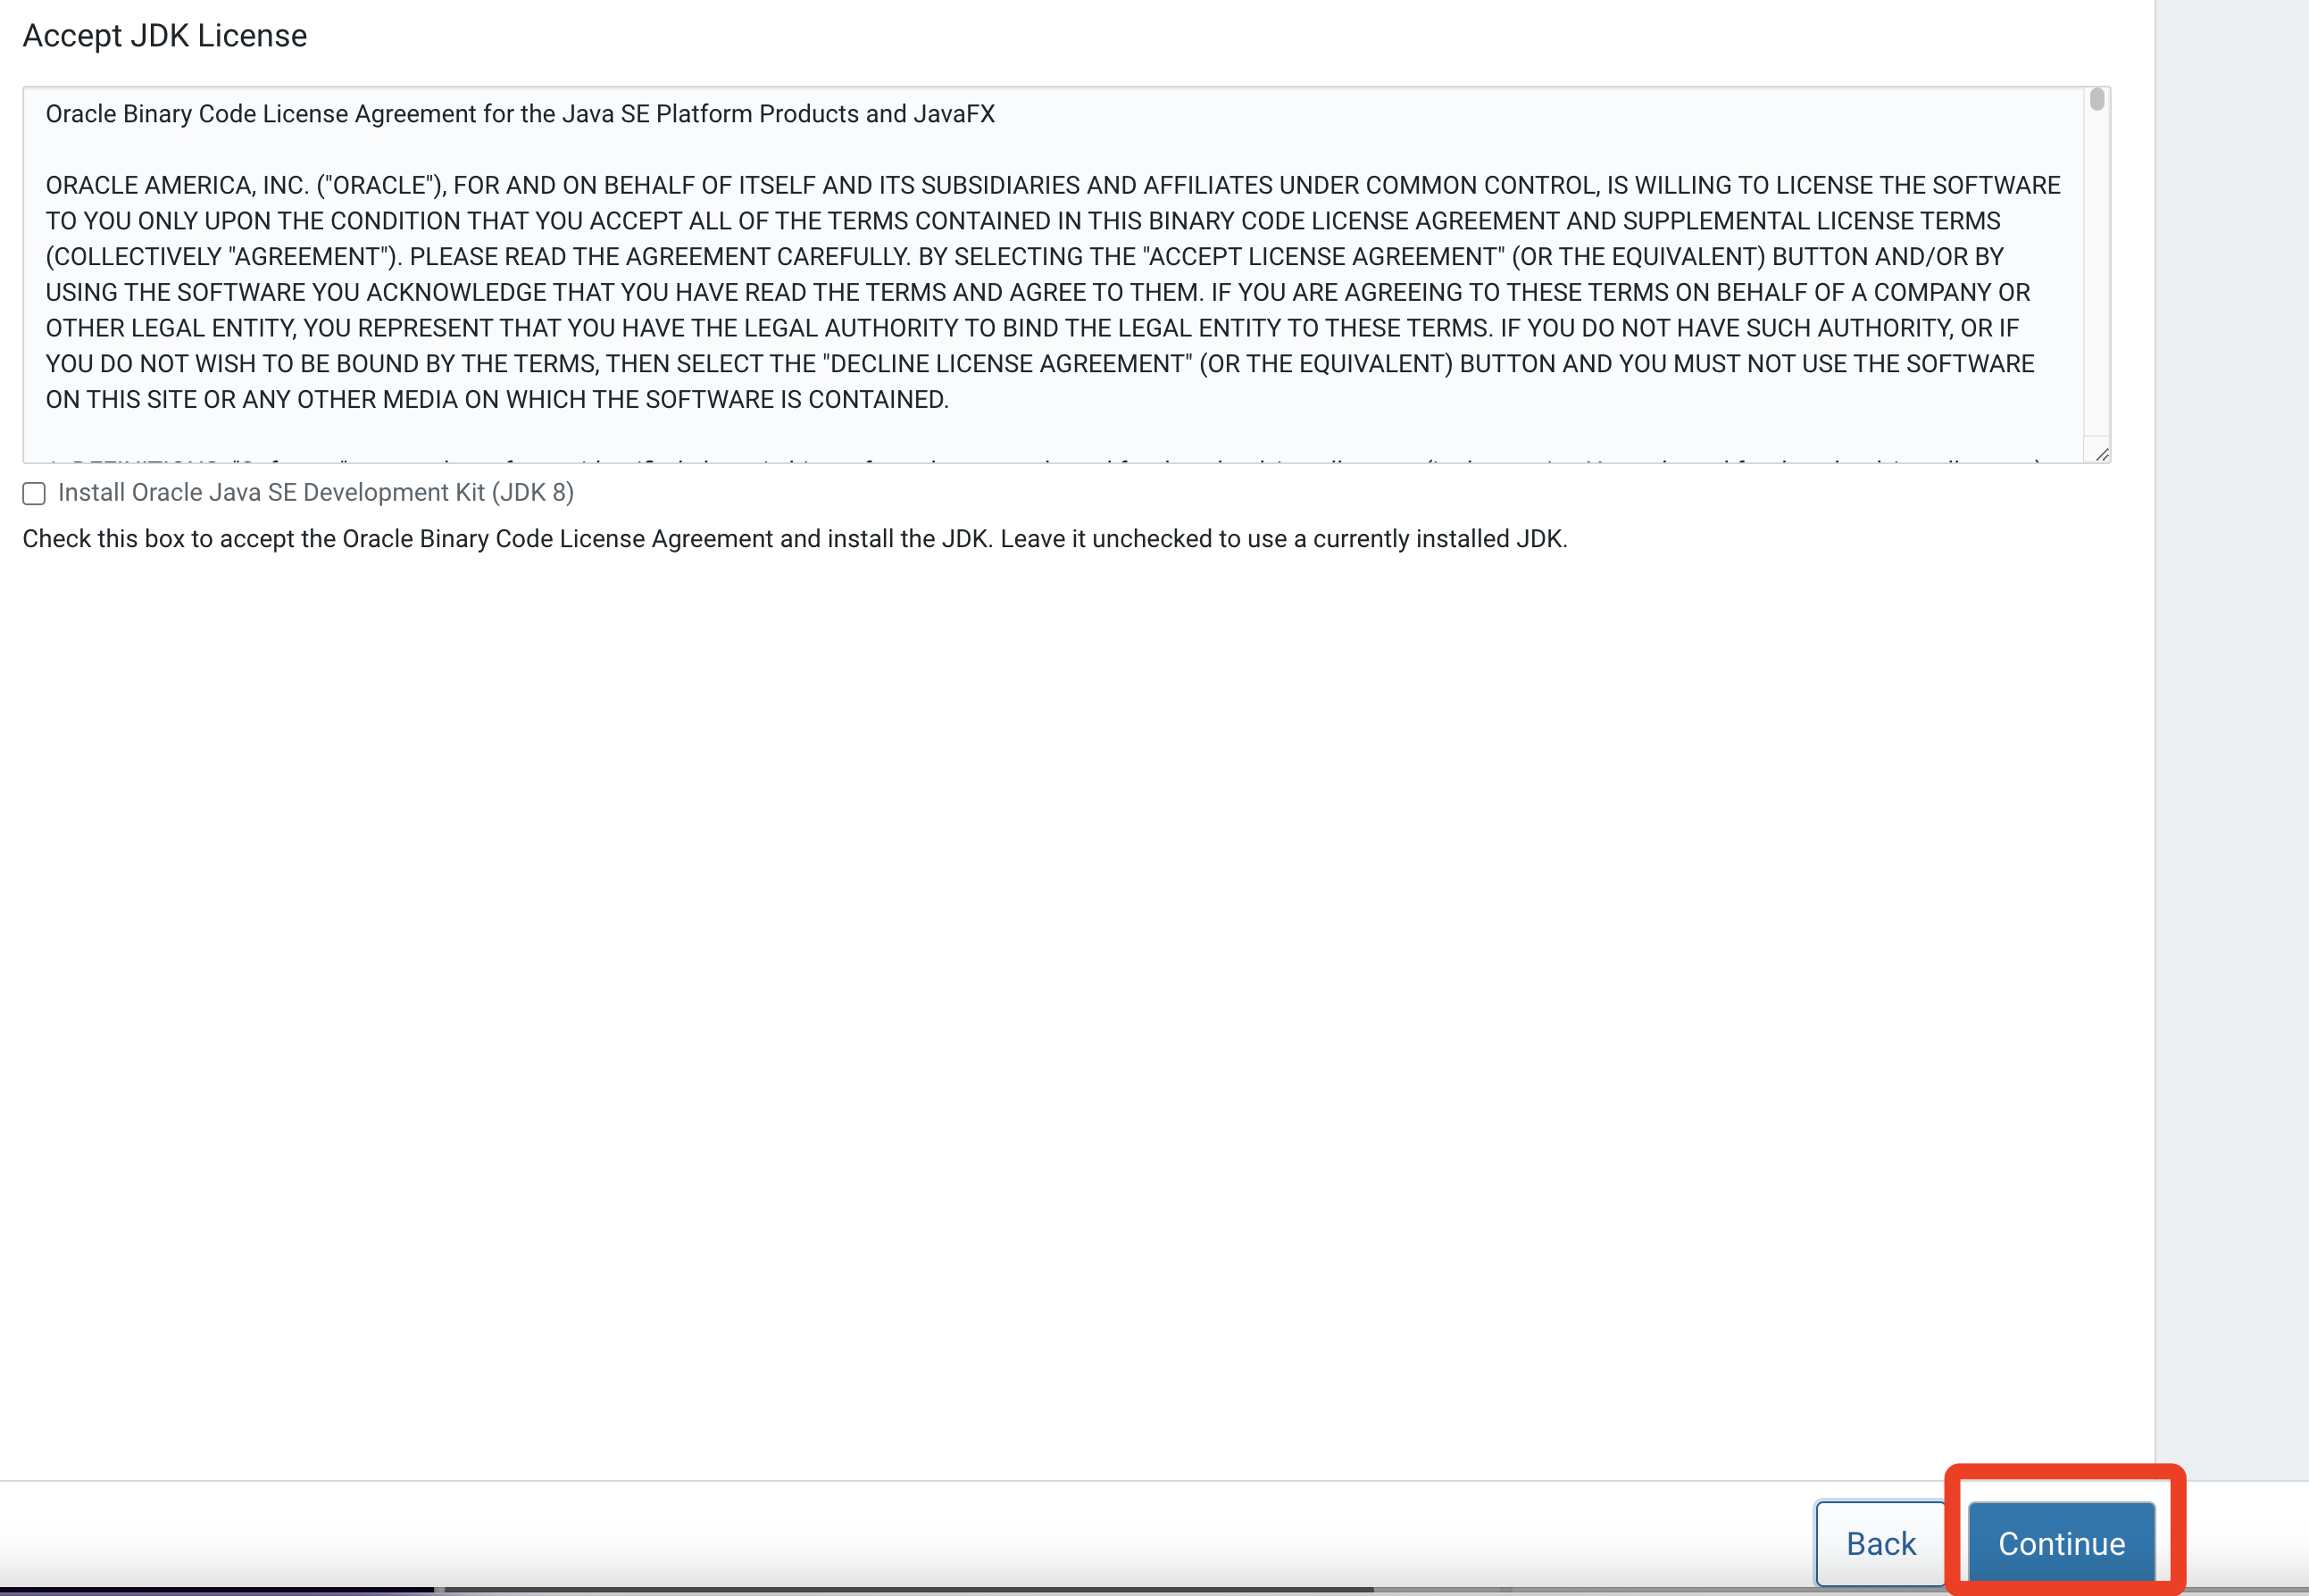 Accept JDK License
Oracle Binary Code License Agreement for the Java SE Platform Products and JavaFX
ORACLE AMERICA, INC. ("ORACLE"), FOR AND ON BEHALF OF ITSELF AND ITS SUBSIDIARIES AND AFFILIATES UNDER COMMON CONTROL, IS WILLING TO LICENSE THE SOFTWARE
TO YOU ONLY UPON THE CONDITION THAT YOU ACCEPT ALL OF THE TERMS CONTAINED IN THIS BINARY CODE LICENSE AGREEMENT AND SUPPLEMENTAL LICENSE TERMS
(COLLECTIVELY "AGREEMENT"). PLEASE READ THE AGREEMENT CAREFULLY. BY SELECTING THE "ACCEPT LICENSE AGREEMENT" (OR THE EQUIVALENT) BUTTON AND/OR BY
USING THE SOFTWARE YOU ACKNOWLEDGE THAT YOU HAVE READ THE TERMS AND AGREE TO THEM. IF YOU ARE AGREEING TO THESE TERMS ON BEHALF OF A COMPANY OR
OTHER LEGAL ENTITY, YOU REPRESENT THAT YOU HAVE THE LEGAL AUTHORITY TO BIND THE LEGAL ENTITY TO THESE TERMS. IF YOU DO NOT HAVE SUCH AUTHORITY, OR IF
YOU DO NOT WISH TO BE BOUND BY THE TERMS, THEN SELECT THE "DECLINE LICENSE AGREEMENT" (OR THE EQUIVALENT) BUTTON AND YOU MUST NOT USE THE SOFTWARE
ON THIS SITE OR ANY OTHER MEDIA ON WHICH THE SOFTWARE IS CONTAINED.
Install Oracle Java SE Development Kit (JDK 8)
Check this box to accept the Oracle Binary Code License Agreement and install the JDK. Leave it unchecked to use a currently installed JDK.
Back
Continue